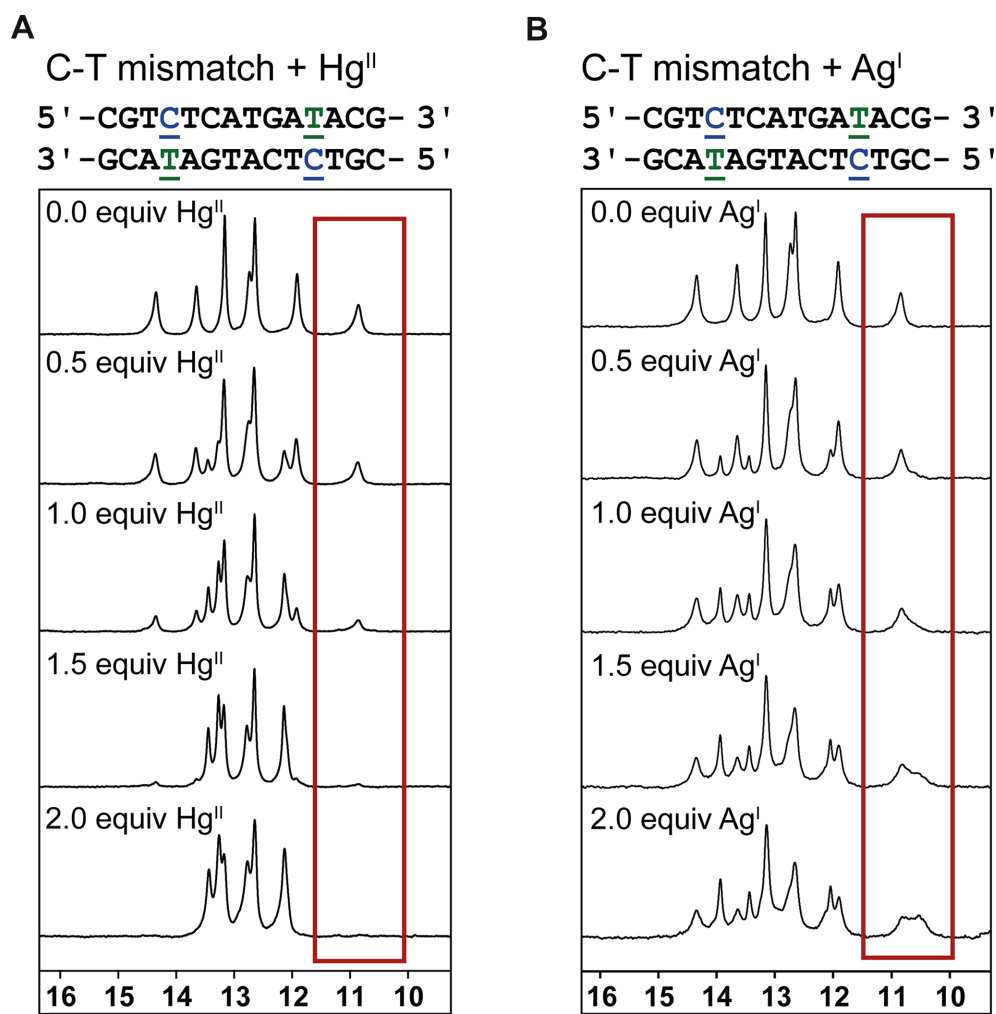 A
C-T mismatch + Hg^II
5'-CGTCTCATGATACG-3'
3'-GCATAGTACTCTGC-5'
0.0 equiv Hg^II
0.5 equiv Hg^II
1.0 equiv Hg^II
1.5 equiv Hg^II
2.0 equiv Hg^II
16 15 14 13 12 11 10
B
C-T mismatch + Ag^I
5'-CGTCTCATGATACG-3'
3'-GCATAGTACTCTGC-5'
0.0 equiv Ag^I
0.5 equiv Ag^I
1.0 equiv Ag^I
1.5 equiv Ag^I
2.0 equiv Ag^I
16 15 14 13 12 11 10